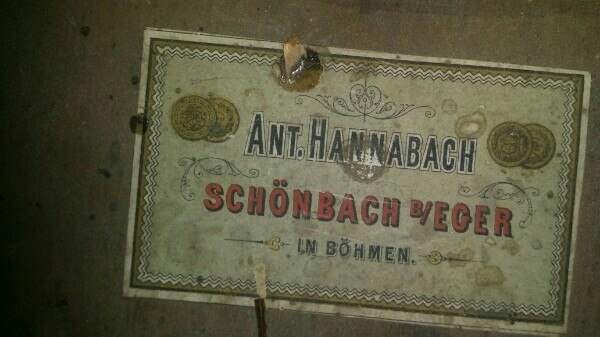 ANT. HANNABACH
SCHÖNBACH B/EGER
IN BÖHMEN.